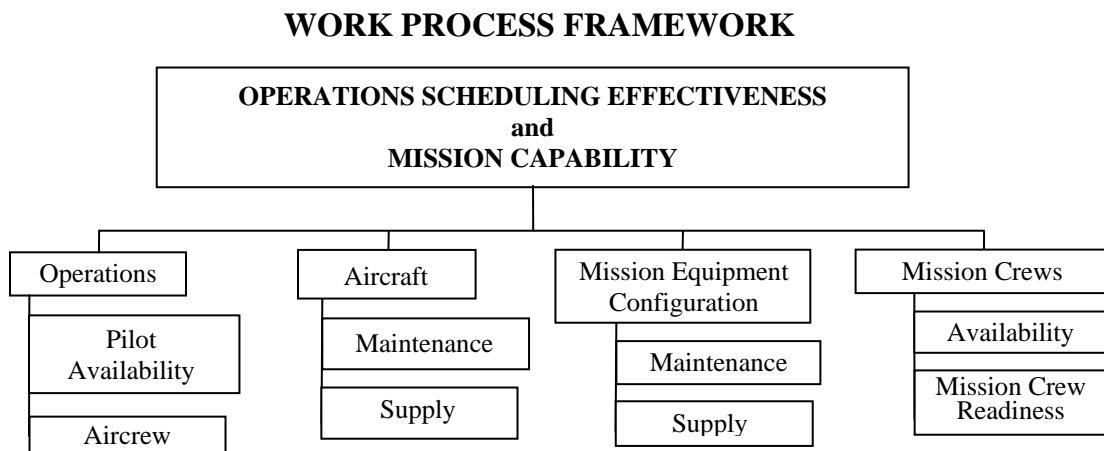 WORK PROCESS FRAMEWORK
OPERATIONS SCHEDULING EFFECTIVENESS
and
MISSION CAPABILITY
Operations
Pilot
Availability
Aircrew
Aircraft
Maintenance
Supply
Mission Equipment
Configuration
Maintenance
Supply
Mission Crews
Availability
Mission Crew
Readiness